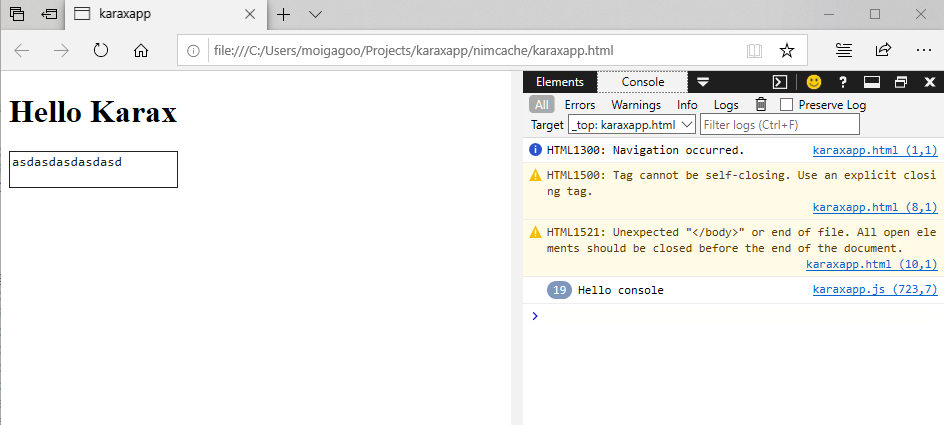 karaxapp
file:///C:/Users/moigagoo/Projects/karaxapp/nimcache/karaxapp.html
Hello Karax
asdasdasdasdasd
Elements Console
All Errors Warnings Info Logs Preserve Log
Target _top: karaxapp.html Filter logs (Ctrl+F)
HTML1300: Navigation occurred. karaxapp.html (1,1)
HTML1500: Tag cannot be self-closing. Use an explicit closi
ng tag.
karaxapp.html (8,1)
HTML1521: Unexpected "</body>" or end of file. All open ele
ments should be closed before the end of the document.
karaxapp.html (10,1)
19 Hello console karaxapp.js (723,7)